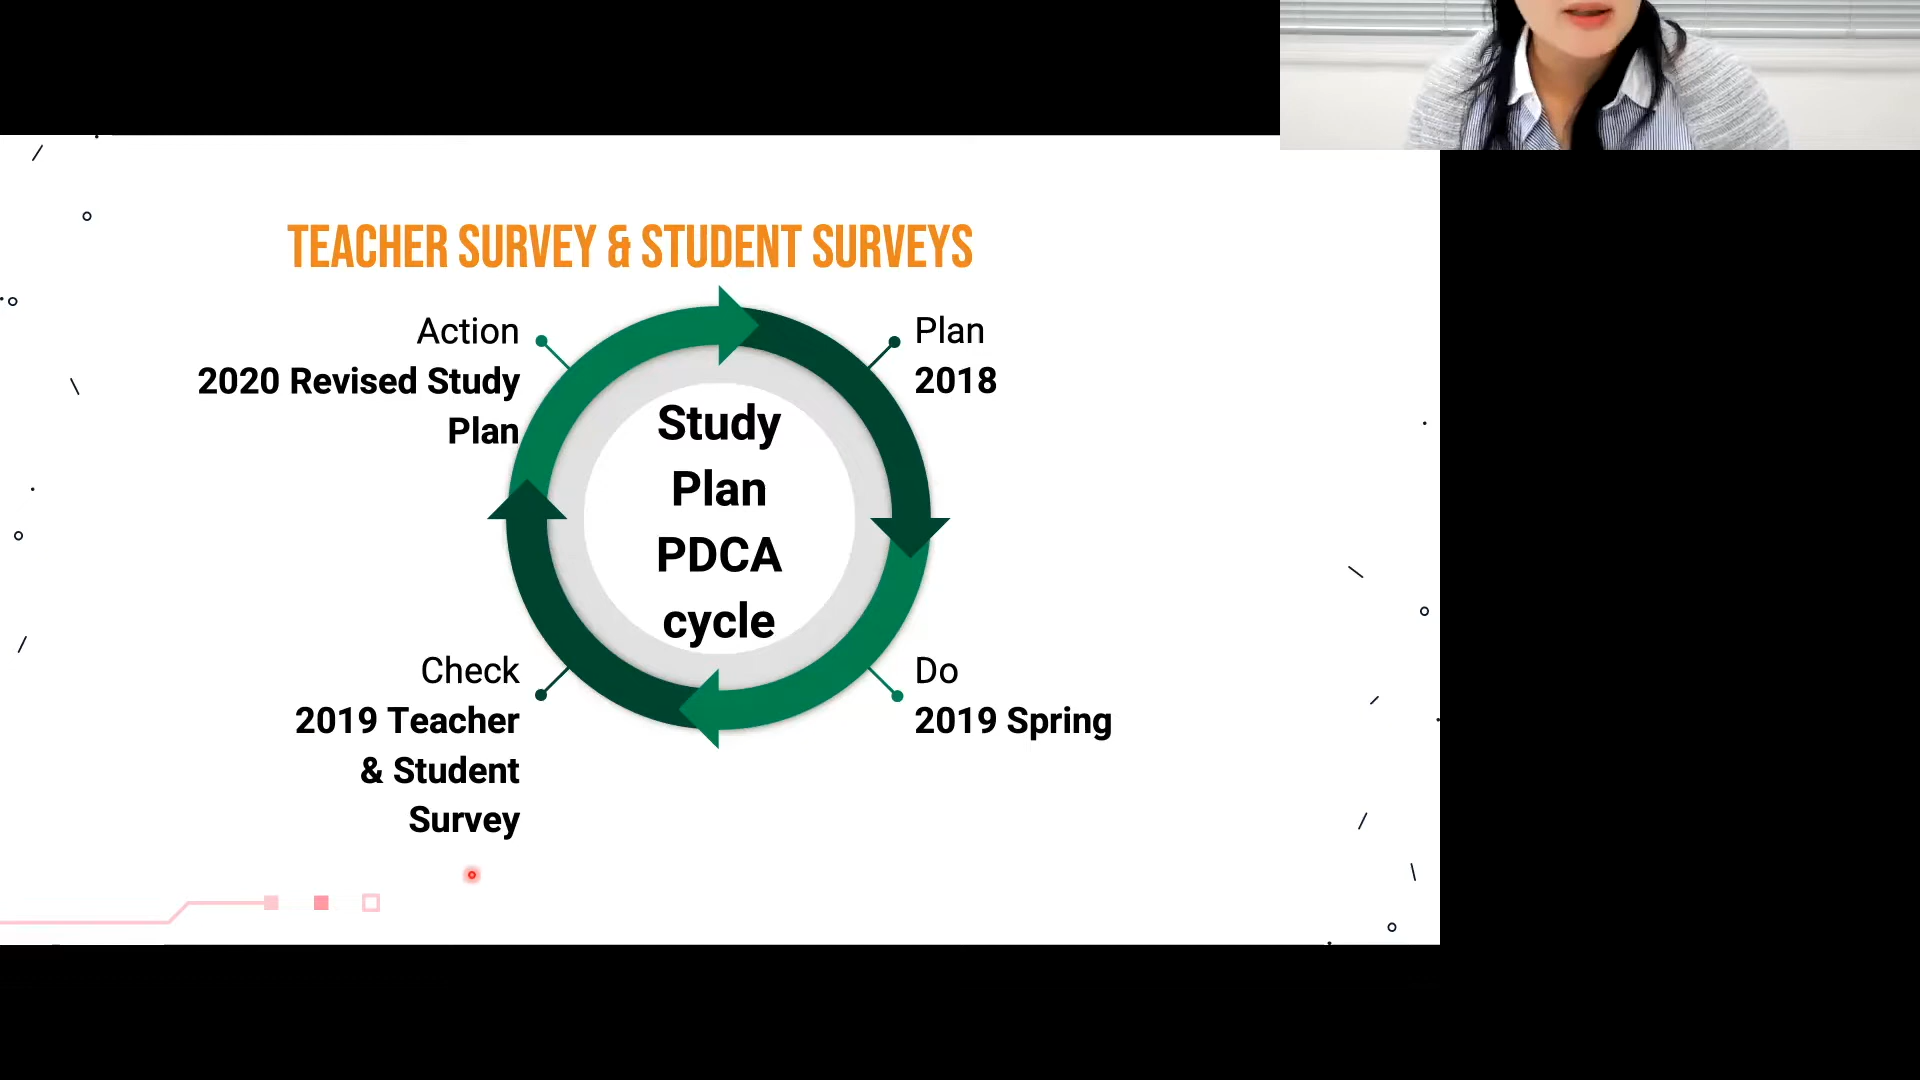 TEACHER SURVEY & STUDENT SURVEYS
Action
2020 Revised Study
Plan
Plan
2018
Study
Plan
PDCA
cycle
Check
2019 Teacher
& Student
Survey
Do
2019 Spring